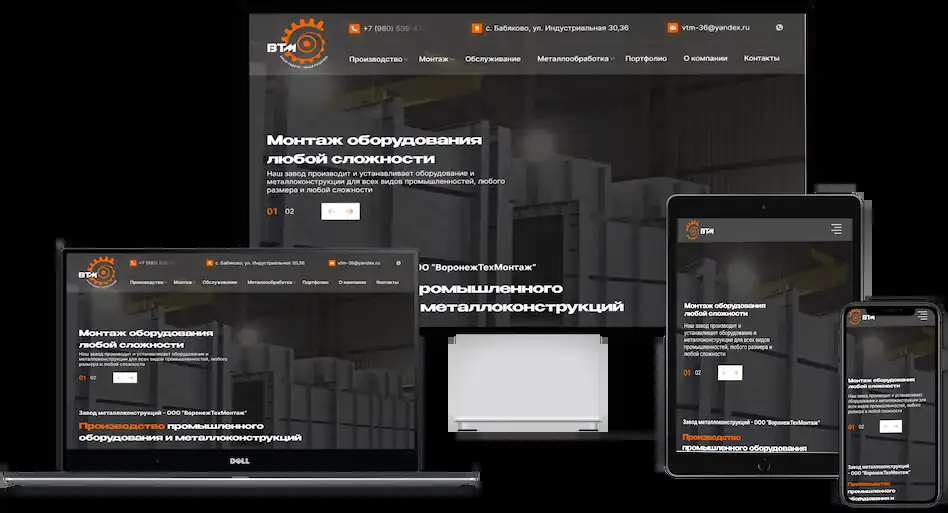 ВТМ
+7 (980) 539-41
с. Бабяково, ул. Индустриальная 30,36
vtm-36@yandex.ru
Производство
Монтаж
Обслуживание
Металлообработка
Портфолио
О компании
Контакты
Монтаж оборудования
любой сложности
Наш завод производит и устанавливает оборудование и
металлоконструкции для всех видов промышленностей, любого
размера и любой сложности
01 02
ОО "ВоронежТехМонтаж"
ромышленного
металлоконструкций
ВТМ
+7 (980)
с. Бабяково, ул. Индустриальная 30,36
vtm-36@yandex.ru
Производство
Монтаж
Обслуживание
Металлообработка
Портфолио
О компании
Контакты
Монтаж оборудования
любой сложности
Наш завод производит и устанавливает оборудование и
металлоконструкции для всех видов промышленностей, любого
размера и любой сложности
01 02
Завод металлоконструкций - ООО "ВоронежТехМонтаж"
Производство промышленного
оборудования и металлоконструкций
DELL
ВТМ
Монтаж оборудования
любой сложности
Наш завод производит и
устанавливает оборудование и
металлоконструкции для всех видов
промышленностей, любого размера и
любой сложности
01 02
Завод металлоконструкций - ООО "ВоронежТехМонтаж"
Производство
промышленного оборудования
ВТМ
Монтаж оборудования
любой сложности
Наш завод производит и устанавливает
оборудование и металлоконструкции для
всех видов промышленностей, любого
размера и любой сложности
01 02
Завод металлоконструкций
- ООО "ВоронежТехМонтаж"
Производство
промышленного
оборудования и